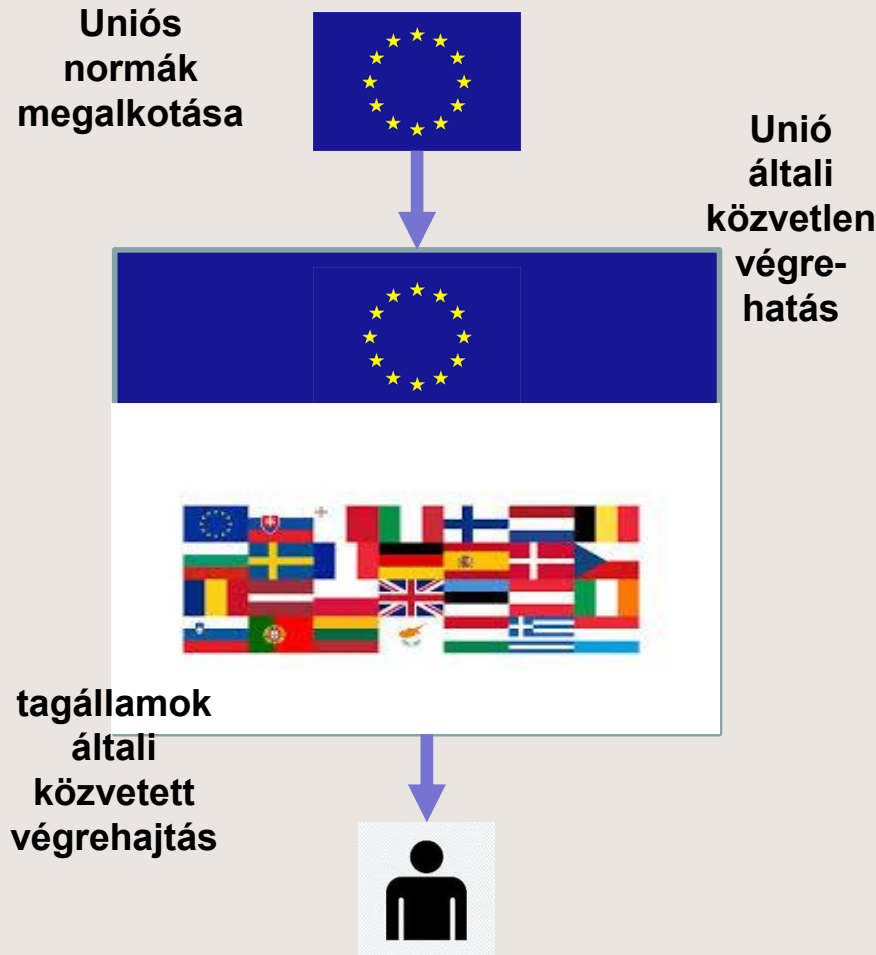 Uniós
normák
megalkotása
Unió
általi
közvetlen
végre-
hatás
tagállamok
általi
közvetett
végrehajtás